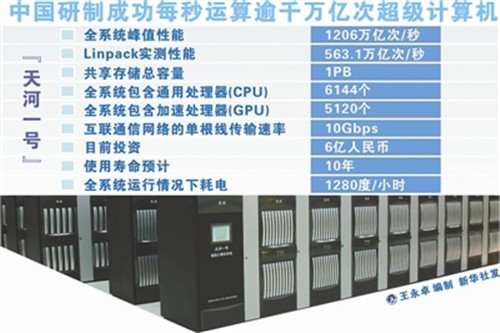 中国研制成功每秒运算逾千万亿次超级计算机
『天河一号』
全系统峰值性能 1206万亿次/秒
Linpack实测性能 563.1万亿次/秒
共享存储总容量 1PB
全系统包含通用处理器(CPU) 6144个
全系统包含加速处理器(GPU) 5120个
互联通信网络的单根线传输速率 10Gbps
目前投资 6亿人民币
使用寿命预计 10年
全系统运行情况下耗电 1280度/小时
天河一号
王永卓 编制 新华社发